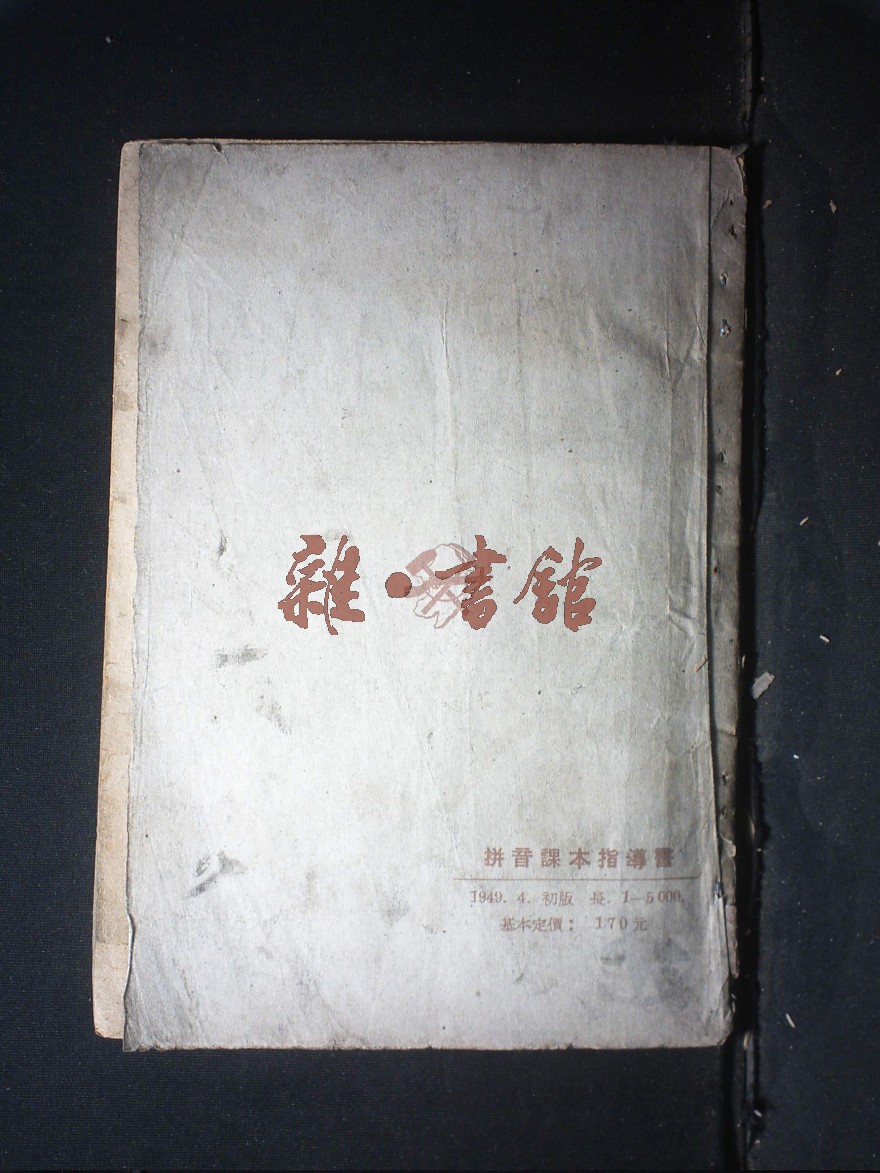 雜·書館
拼音課本指導書
1949. 4. 初版 長. 1—5000.
基本定價： 170元